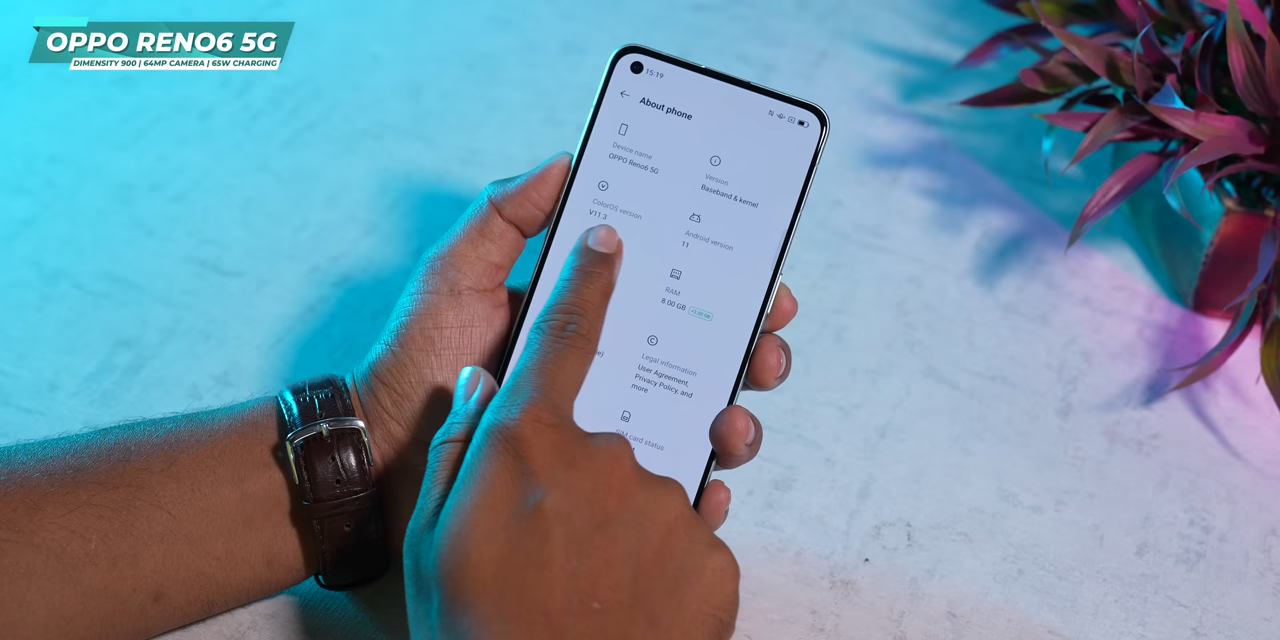 OPPO RENO6 5G
DIMENSITY 900 | 64MP CAMERA | 65W CHARGING
15:19
About phone
Device name
OPPO Reno6 5G
Version
Baseband & kernel
ColorOS version
V11.3
Android version
11
RAM
8.00 GB
Legal information
User Agreement,
Privacy Policy, and
more
SIM card status